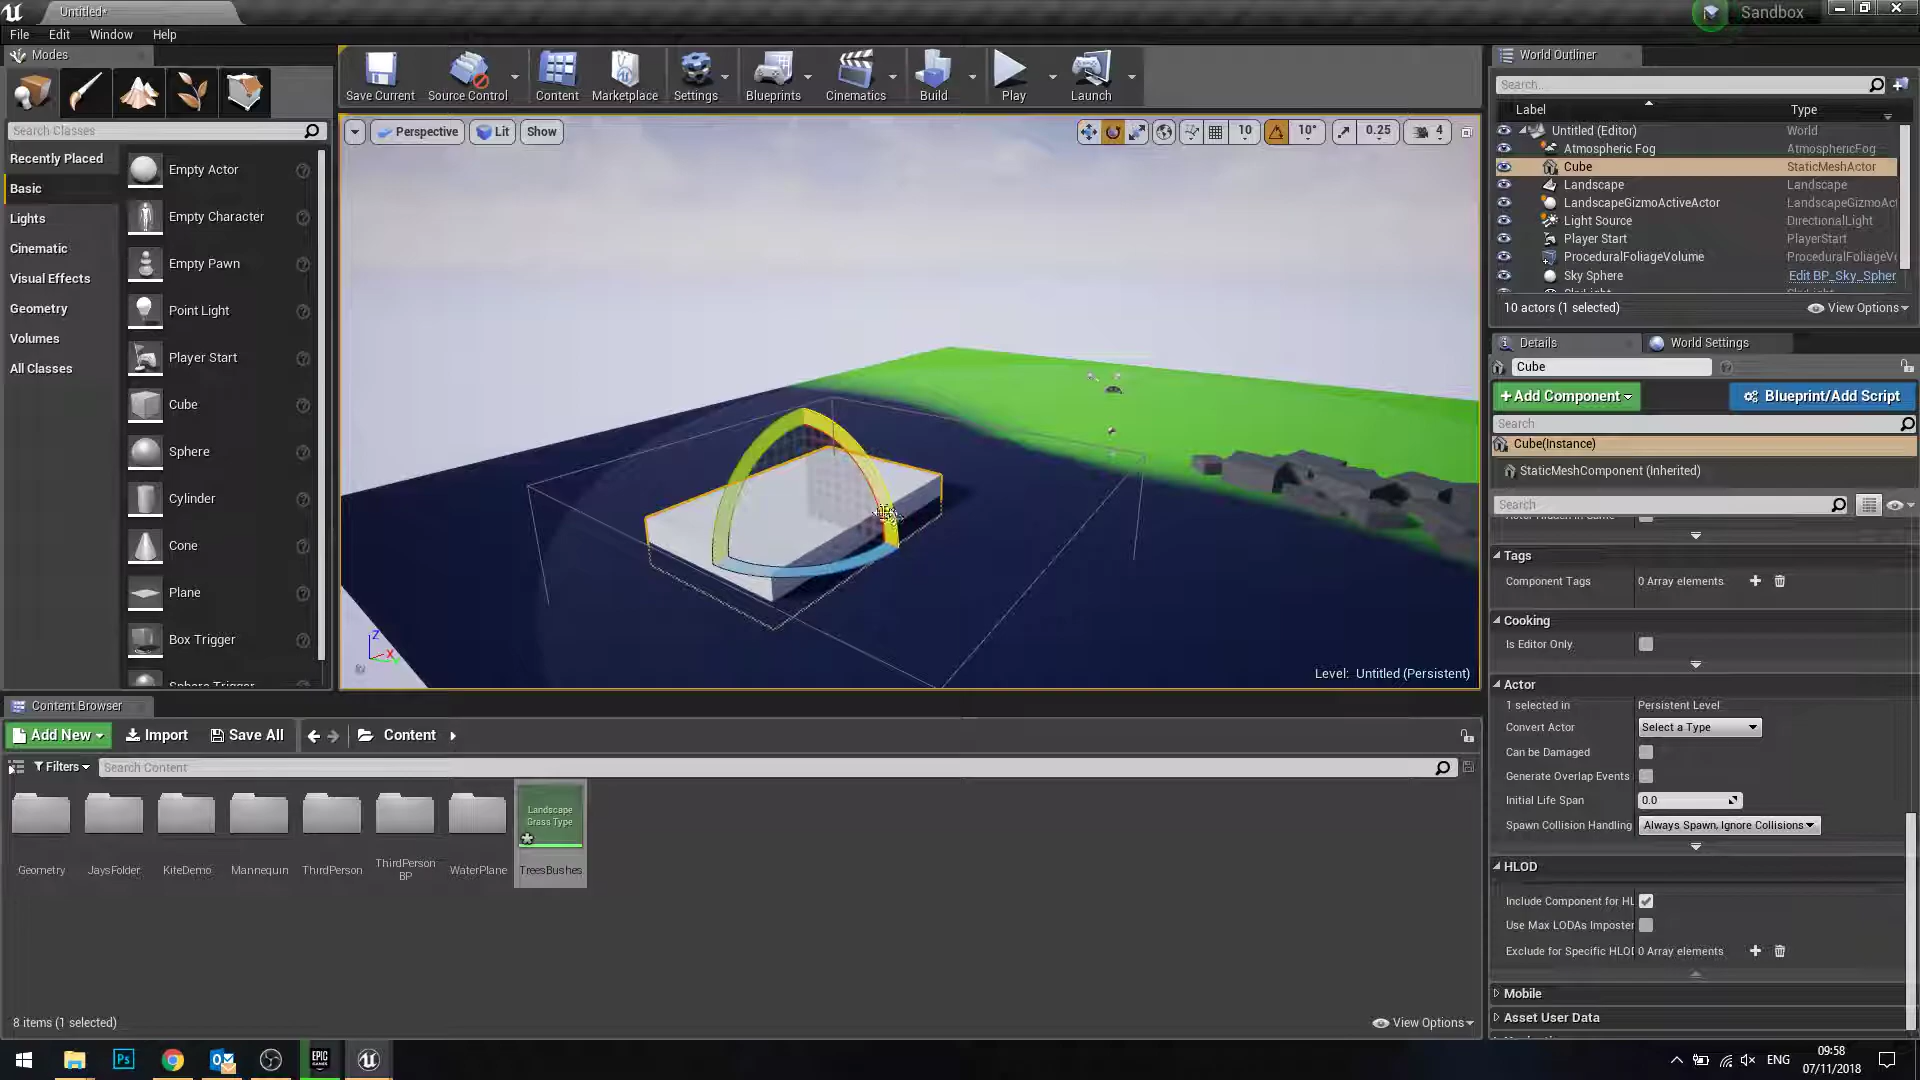 Untitled*
Sandbox
File Edit Window Help
Modes
Save Current
Source Control
Content
Marketplace
Settings
Blueprints
Cinematics
Build
Play
Launch
World Outliner
Search Classes
Recently Placed
Basic
Lights
Cinematic
Visual Effects
Geometry
Volumes
All Classes
Empty Actor
Empty Character
Empty Pawn
Point Light
Player Start
Cube
Sphere
Cylinder
Cone
Plane
Box Trigger
Sphere Trigger
Perspective Lit Show
10 10° 0.25 4
Z
X
Level: Untitled (Persistent)
Search...
Label Type
Untitled (Editor) World
Atmospheric Fog AtmosphericFog
Cube StaticMeshActor
Landscape Landscape
LandscapeGizmoActiveActor LandscapeGizmoAc
Light Source DirectionalLight
Player Start PlayerStart
ProceduralFoliageVolume ProceduralFoliageV
Sky Sphere Edit BP_Sky_Spher
10 actors (1 selected) View Options
Details World Settings
Cube
+Add Component Blueprint/Add Script
Search
Cube(Instance)
StaticMeshComponent (Inherited)
Search
Tags
Component Tags 0 Array elements
Cooking
Is Editor Only
Actor
1 selected in Persistent Level
Convert Actor Select a Type
Can be Damaged
Generate Overlap Events
Initial Life Span 0.0
Spawn Collision Handling Always Spawn, Ignore Collisions
HLOD
Include Component for HL
Use Max LODAs Imposter
Exclude for Specific HLOD 0 Array elements
Mobile
Asset User Data
Content Browser
Add New Import Save All Content
Filters Search Content
Landscape
Grass Type
Geometry
JaysFolder
KiteDemo
Mannequin
ThirdPerson
ThirdPerson
BP
WaterPlane
TreesBushes
8 items (1 selected) View Options
Ps
EPIC
GAMES
ENG
09:58
07/11/2018